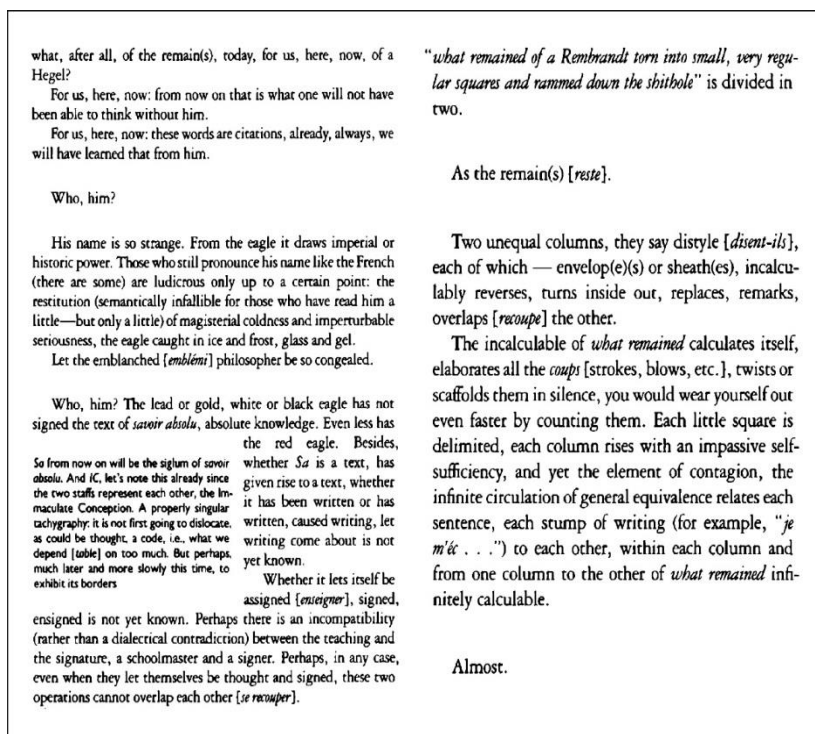 what, after all, of the remain(s), today, for us, here, now, of a
Hegel?
For us, here, now: from now on that is what one will not have
been able to think without him.
For us, here, now: these words are citations, already, always, we
will have learned that from him.
Who, him?
His name is so strange. From the eagle it draws imperial or
historic power. Those who still pronounce his name like the French
(there are some) are ludicrous only up to a certain point: the
restitution (semantically infallible for those who have read him a
little—but only a little) of magisterial coldness and imperturbable
seriousness, the eagle caught in ice and frost, glass and gel.
Let the emblanched [emblémi] philosopher be so congealed.
Who, him? The lead or gold, white or black eagle has not
signed the text of savoir absolu, absolute knowledge. Even less has
the red eagle. Besides,
whether Sa is a text, has
given rise to a text, whether
it has been written or has
written, caused writing, let
writing come about is not
yet known.
Whether it lets itself be
assigned [enseigner], signed,
ensigned is not yet known. Perhaps there is an incompatibility
(rather than a dialectical contradiction) between the teaching and
the signature, a schoolmaster and a signer. Perhaps, in any case,
even when they let themselves be thought and signed, these two
operations cannot overlap each other [se recouper].
Sa from now on will be the siglum of savoir
absolu. And IC, let's note this already since
the two staffs represent each other, the Im-
maculate Conception. A properly singular
tachygraphy: it is not first going to dislocate,
as could be thought, a code, i.e., what we
depend [table] on too much. But perhaps,
much later and more slowly this time, to
exhibit its borders
"what remained of a Rembrandt torn into small, very regu-
lar squares and rammed down the shithole" is divided in
two.
As the remain(s) [reste].
Two unequal columns, they say distyle [disent-ils],
each of which — envelop(e)(s) or sheath(es), incalcu-
lably reverses, turns inside out, replaces, remarks,
overlaps [recoupe] the other.
The incalculable of what remained calculates itself,
elaborates all the coups [strokes, blows, etc.], twists or
scaffolds them in silence, you would wear yourself out
even faster by counting them. Each little square is
delimited, each column rises with an impassive self-
sufficiency, and yet the element of contagion, the
infinite circulation of general equivalence relates each
sentence, each stump of writing (for example, "je
m'éc . . .") to each other, within each column and
from one column to the other of what remained infi-
nitely calculable.
Almost.